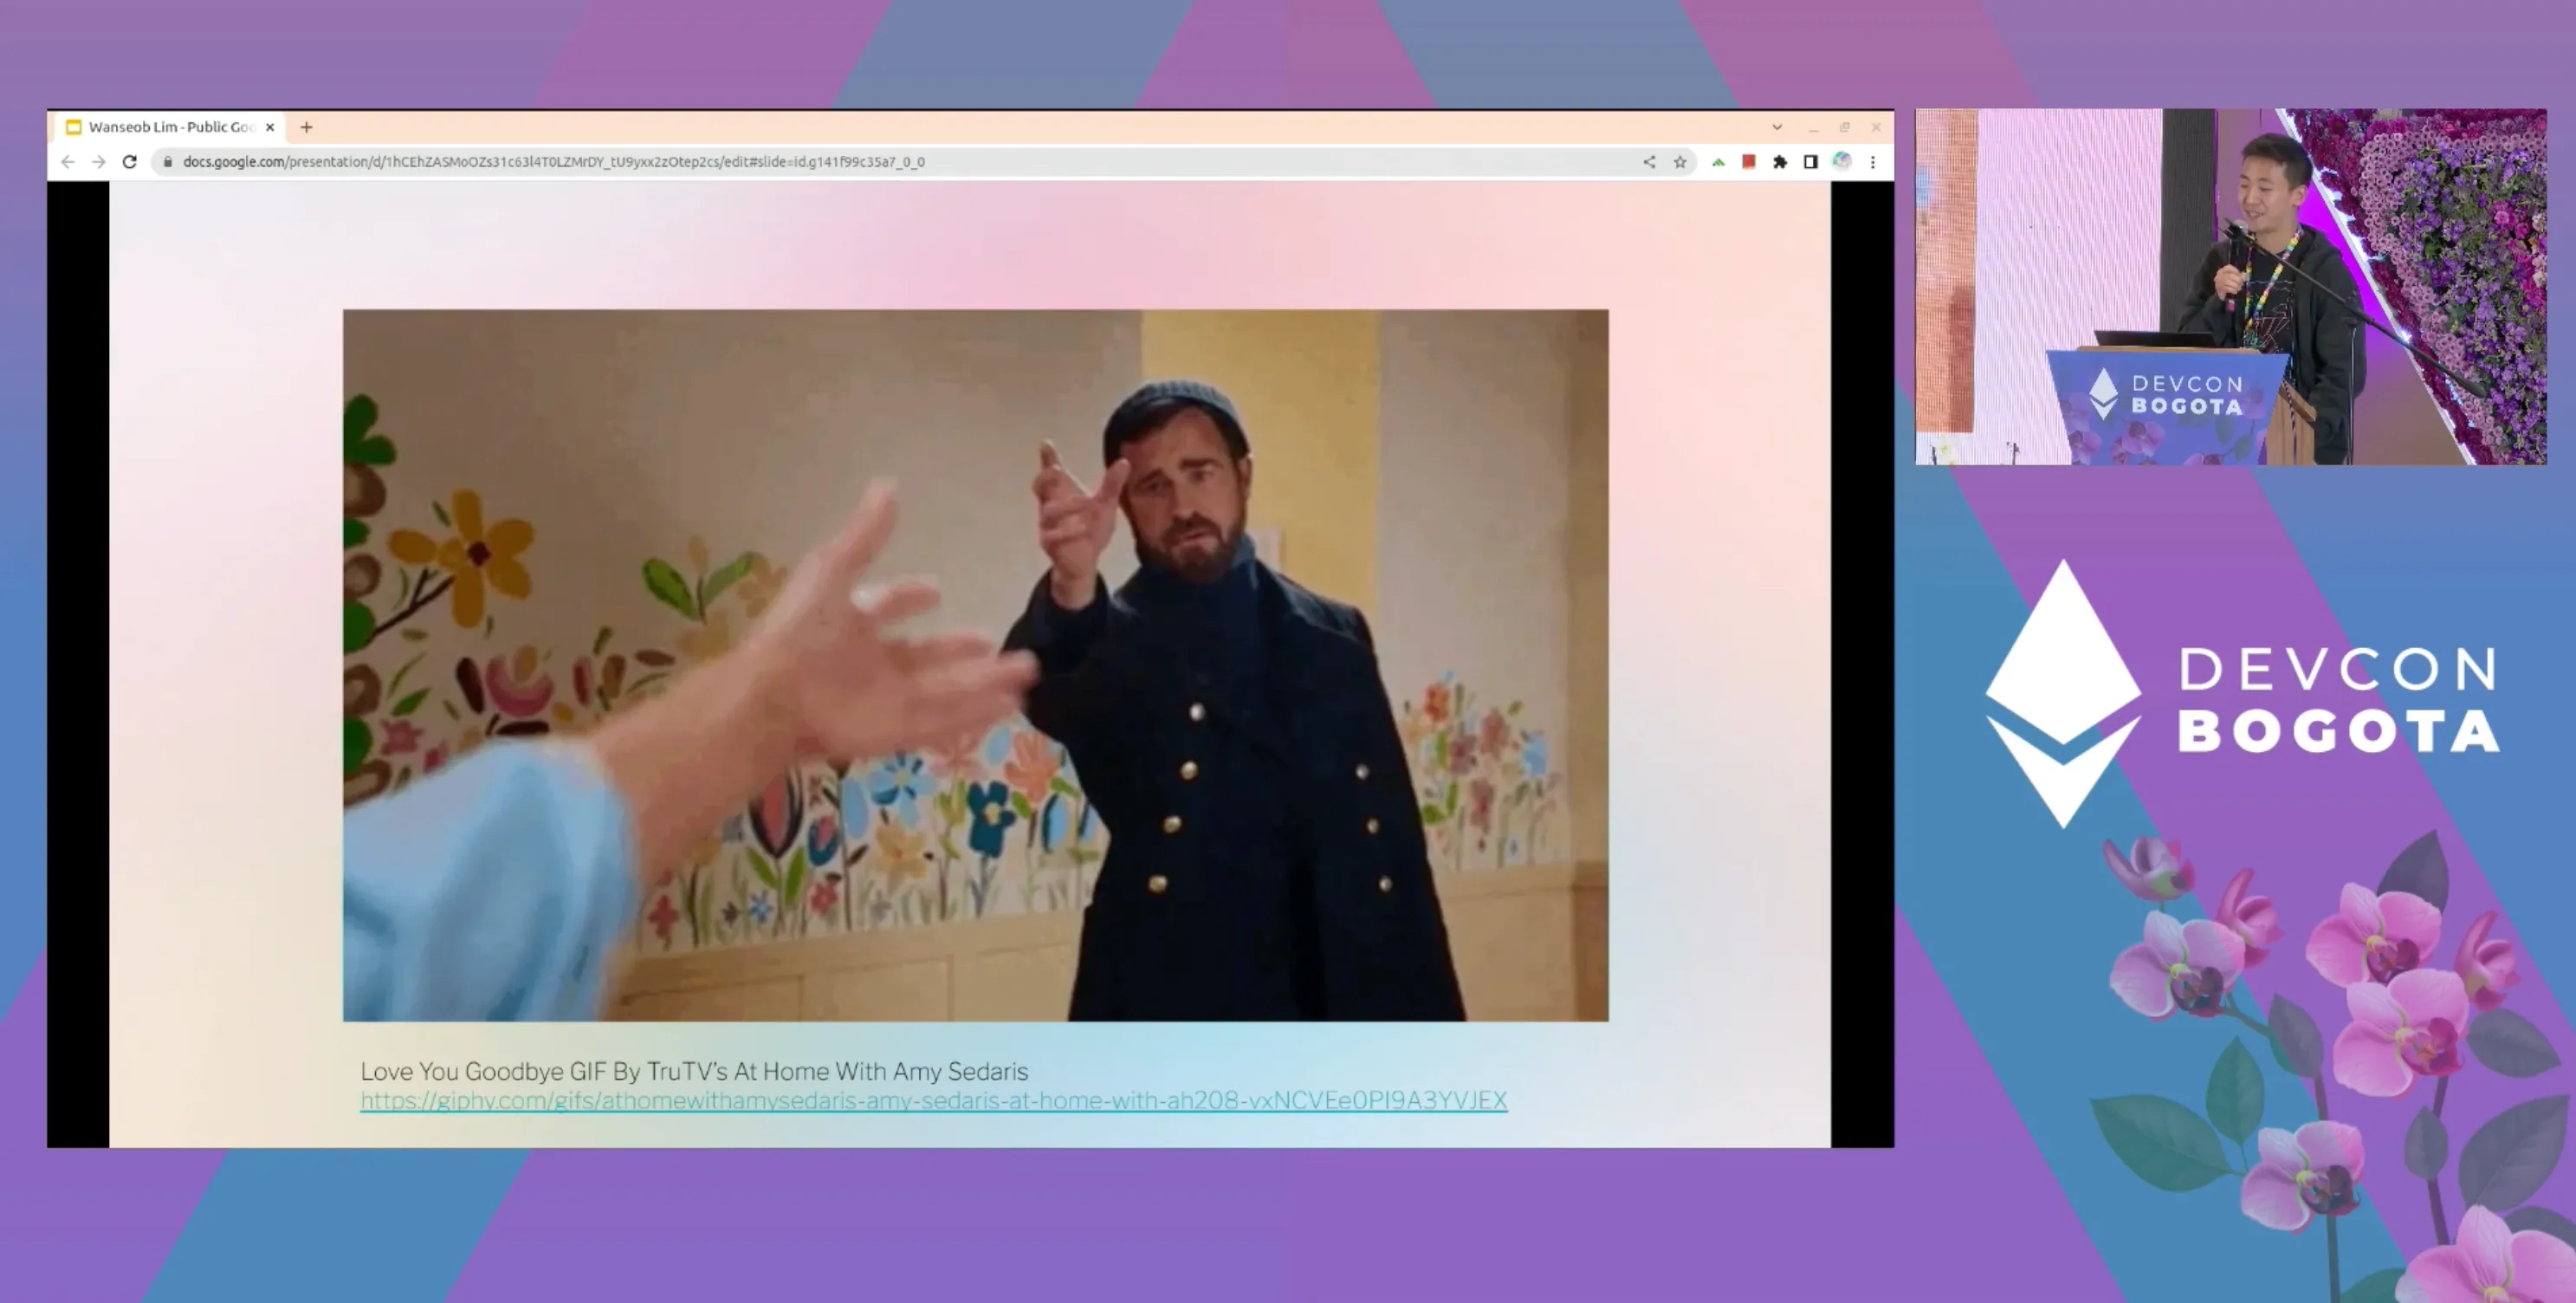 Wanseob Lim - Public Goo
docs.google.com/presentation/d/1hCEhZASMoOZs31c63l4T0LZMrDY_tU9yxx2zOtep2cs/edit#slide=id.g141f99c35a7_0_0
DEVCON
BOGOTA
DEVCON
BOGOTA
Love You Goodbye GIF By TruTV's At Home With Amy Sedaris
https://giphy.com/gifs/athomewithamysedaris-amy-sedaris-at-home-with-ah208-vxNCVEe0PI9A3YVJEX